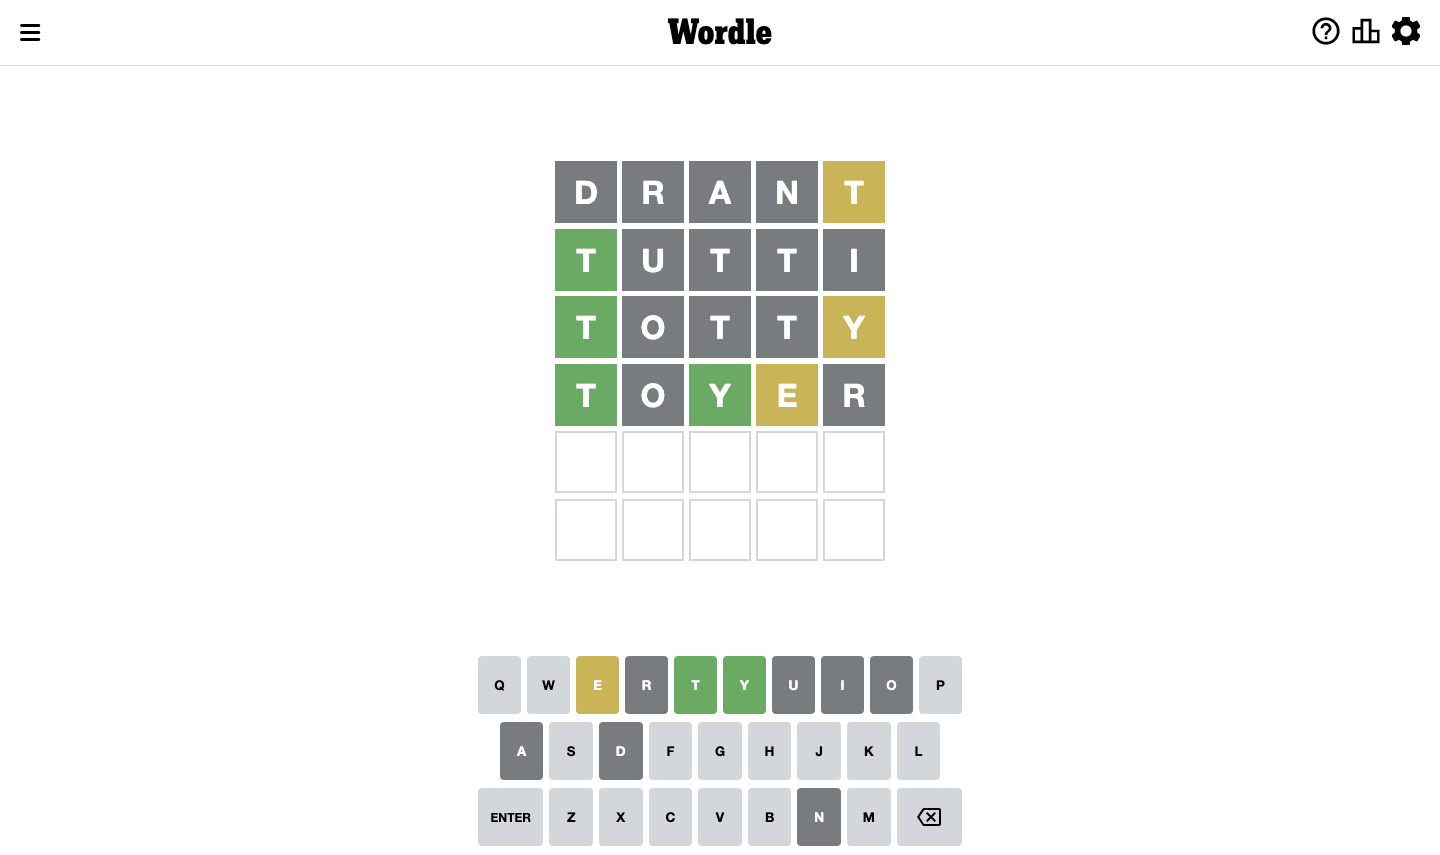 Wordle
D R A N T
T U T T I
T O T T Y
T O Y E R
Q W E R T Y U I O P
A S D F G H J K L
ENTER Z X C V B N M